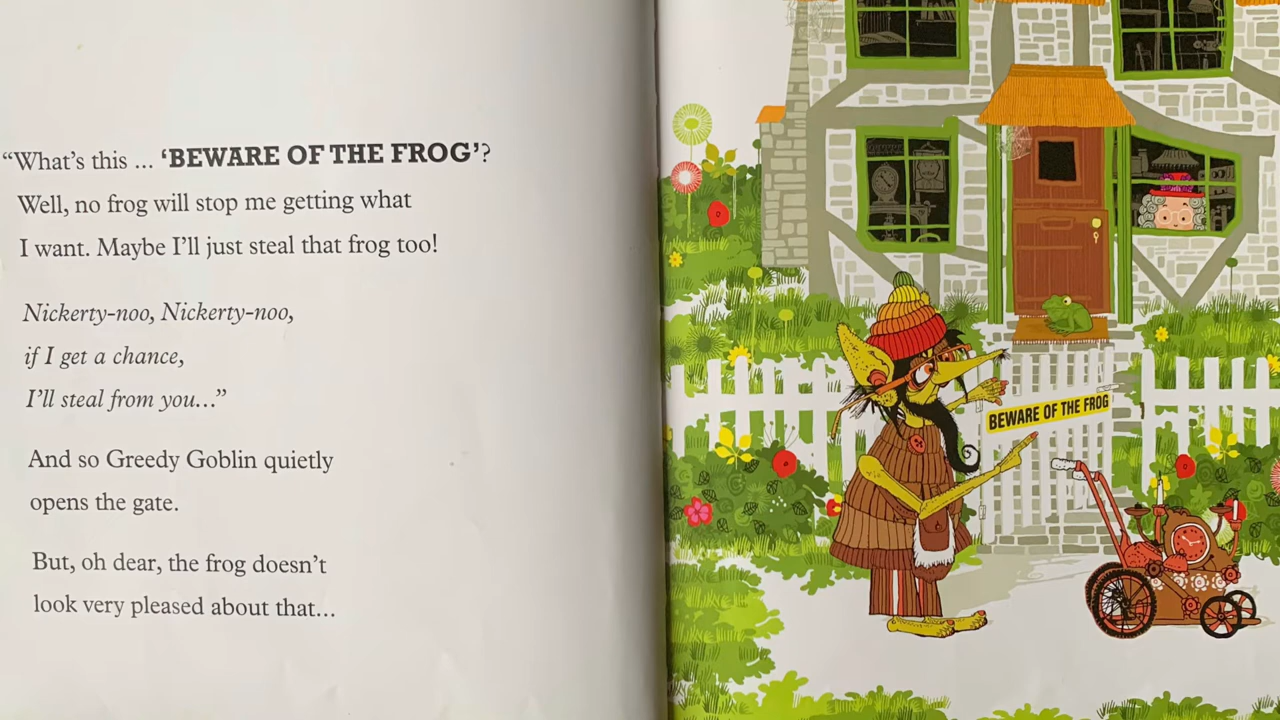 “What’s this ... ‘BEWARE OF THE FROG’?
Well, no frog will stop me getting what
I want. Maybe I’ll just steal that frog too!
Nickerty-noo, Nickerty-noo,
if I get a chance,
I’ll steal from you...”
And so Greedy Goblin quietly
opens the gate.
But, oh dear, the frog doesn’t
look very pleased about that...
BEWARE OF THE FROG